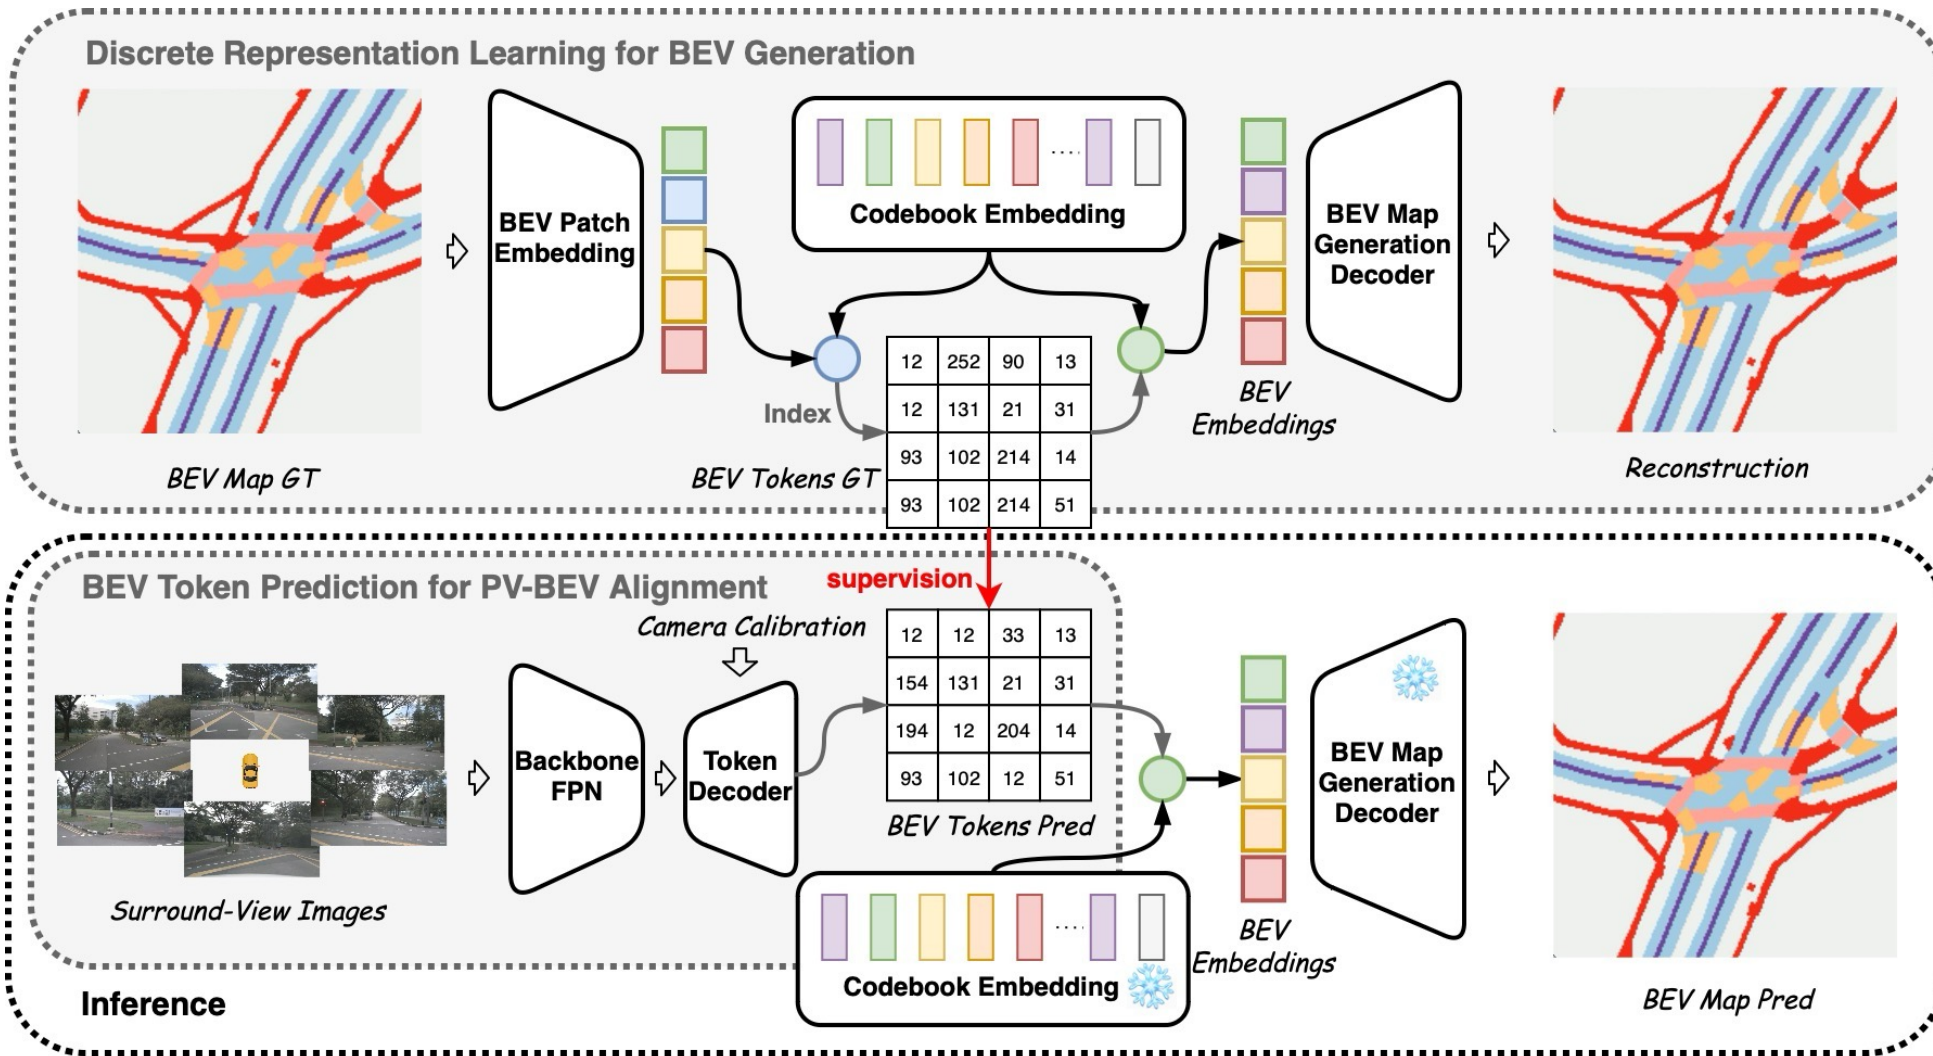 Discrete Representation Learning for BEV Generation
BEV Patch
Embedding
Codebook Embedding
BEV Map
Generation
Decoder
Index
12 252 90 13
12 131 21 31
93 102 214 14
93 102 214 51
BEV
Embeddings
BEV Map GT
BEV Tokens GT
Reconstruction
BEV Token Prediction for PV-BEV Alignment
supervision
Camera Calibration
12 12 33 13
154 131 21 31
194 12 204 14
93 102 12 51
Backbone
FPN
Token
Decoder
BEV Map
Generation
Decoder
BEV Tokens Pred
Surround-View Images
BEV
Embeddings
Codebook Embedding
Inference
BEV Map Pred